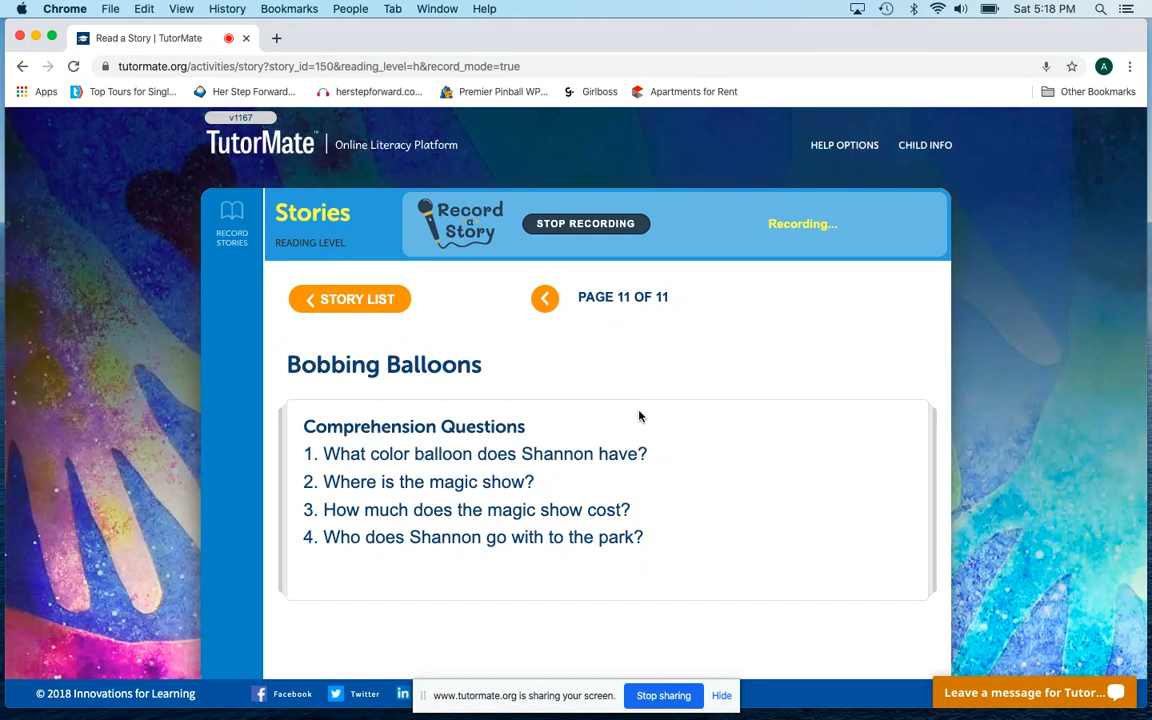 Chrome File Edit View History Bookmarks People Tab Window Help Sat 5:18 PM
Read a Story | TutorMate
tutormate.org/activities/story?story_id=150&reading_level=h&record_mode=true A
Apps Top Tours for Singl... Her Step Forward... herstepforward.co... Premier Pinball WP... Girlboss Apartments for Rent Other Bookmarks
v1167
TutorMate™ | Online Literacy Platform HELP OPTIONS CHILD INFO
RECORD STORIES
Stories
READING LEVEL
Record a Story
STOP RECORDING
Recording...
STORY LIST
PAGE 11 OF 11
Bobbing Balloons
Comprehension Questions
1. What color balloon does Shannon have?
2. Where is the magic show?
3. How much does the magic show cost?
4. Who does Shannon go with to the park?
© 2018 Innovations for Learning Facebook Twitter in
www.tutormate.org is sharing your screen. Stop sharing Hide
Leave a message for Tutor...